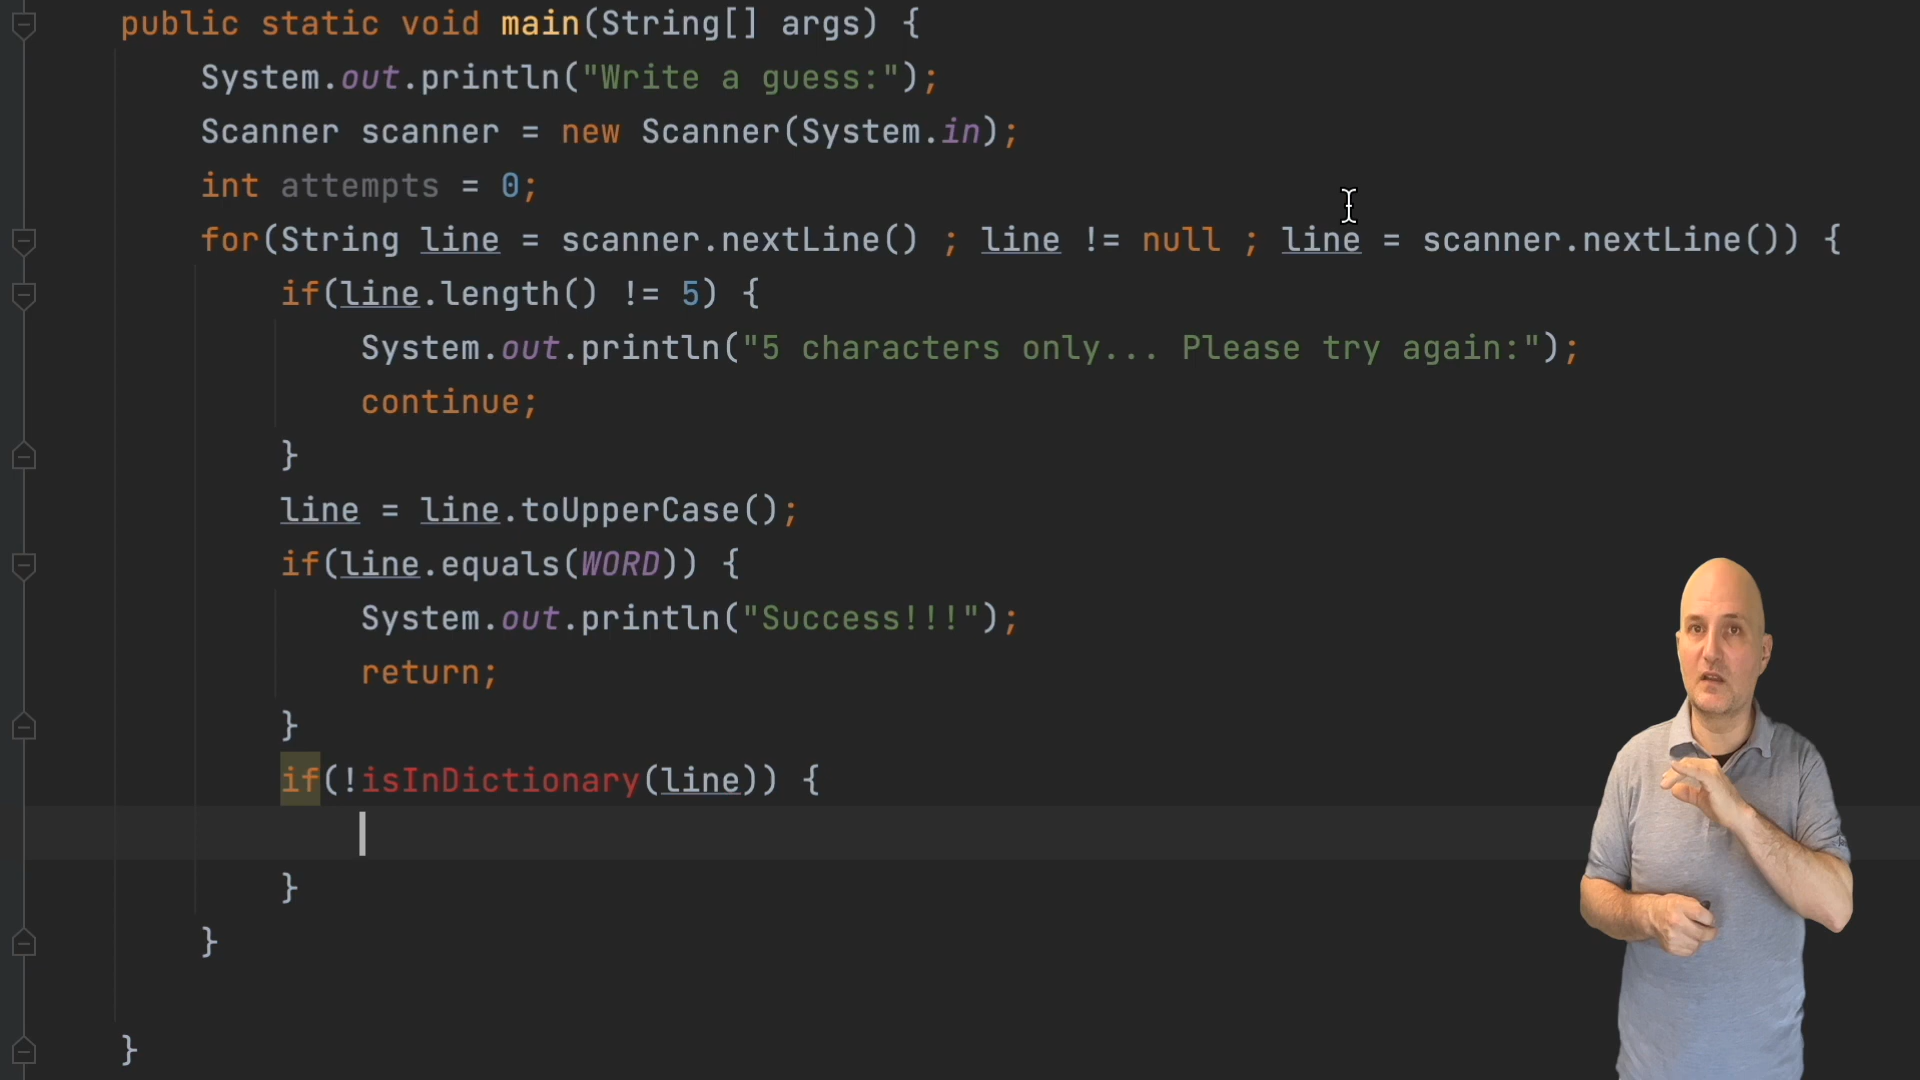 public static void main(String[] args) {
System.out.println("Write a guess:");
Scanner scanner = new Scanner(System.in);
int attempts = 0;
for(String line = scanner.nextLine() ; line != null ; line = scanner.nextLine()) {
if(line.length() != 5) {
System.out.println("5 characters only... Please try again:");
continue;
}
line = line.toUpperCase();
if(line.equals(WORD)) {
System.out.println("Success!!!");
return;
}
if(!isInDictionary(line)) {
}
}
}